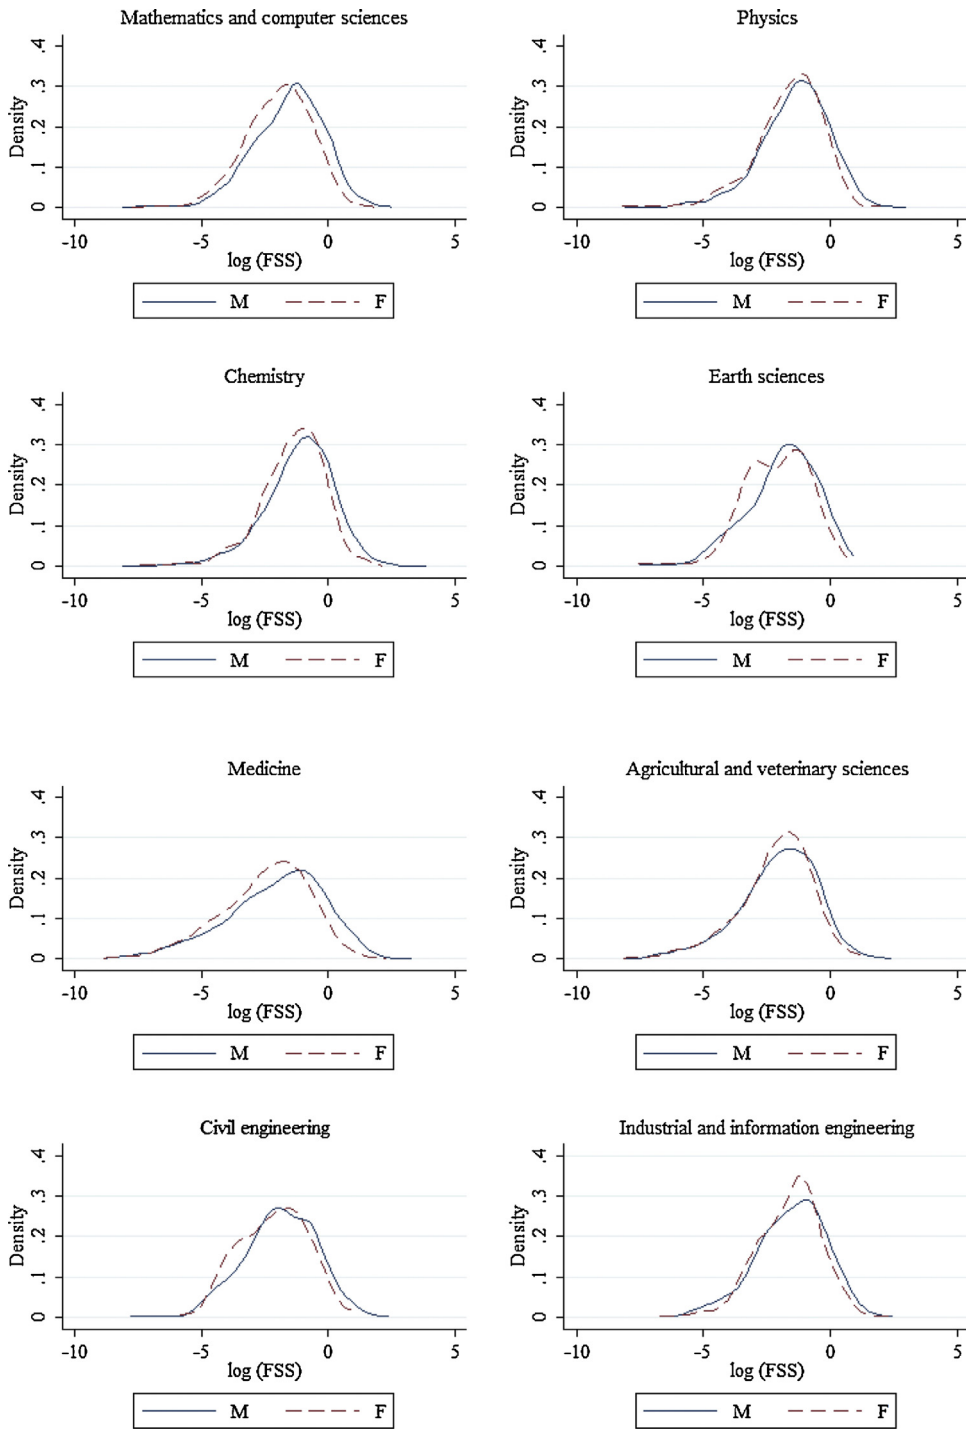 Mathematics and computer sciences
Density
0 .1 .2 .3 .4
-10 -5 0 5
log (FSS)
M F
Physics
Density
0 .1 .2 .3 .4
-10 -5 0 5
log (FSS)
M F
Chemistry
Density
0 .1 .2 .3 .4
-10 -5 0 5
log (FSS)
M F
Earth sciences
Density
0 .1 .2 .3 .4
-10 -5 0 5
log (FSS)
M F
Medicine
Density
0 .1 .2 .3 .4
-10 -5 0 5
log (FSS)
M F
Agricultural and veterinary sciences
Density
0 .1 .2 .3 .4
-10 -5 0 5
log (FSS)
M F
Civil engineering
Density
0 .1 .2 .3 .4
-10 -5 0 5
log (FSS)
M F
Industrial and information engineering
Density
0 .1 .2 .3 .4
-10 -5 0 5
log (FSS)
M F